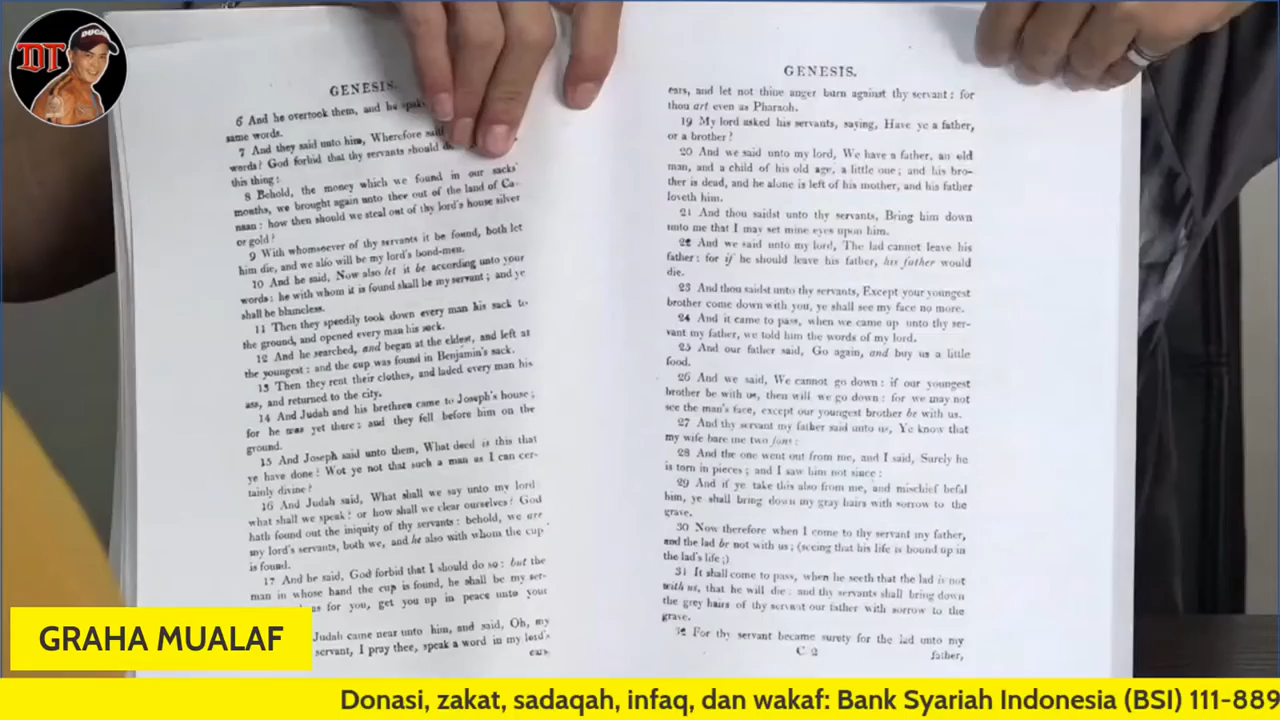 DT
DUCATI
GENESIS.
6 And he overtook them, and he spake
same words.
7 And they said unto him, Wherefore saith
words? God forbid that thy servants should
this thing:
8 Behold, the money which we found in our sacks'
mouths, we brought again unto thee out of the land of Ca-
naan: how then should we steal out of thy lord's house silver
or gold?
9 With whomsoever of thy servants it be found, both let
him die, and we also will be my lord's bond-men.
10 And he said, Now also let it be according unto your
words: he with whom it is found shall be my servant; and ye
shall be blameless.
11 Then they speedily took down every man his sack to
the ground, and opened every man his sack.
12 And he searched, and began at the eldest, and left at
the youngest: and the cup was found in Benjamin's sack.
13 Then they rent their clothes, and laded every man his
ass, and returned to the city.
14 And Judah and his brethren came to Joseph's house;
for he was yet there; and they fell before him on the
ground.
15 And Joseph said unto them, What deed is this that
ye have done? Wot ye not that such a man as I can cer-
tainly divine?
16 And Judah said, What shall we say unto my lord
what shall we speak? or how shall we clear ourselves? God
hath found out the iniquity of thy servants: behold, we are
my lord's servants, both we, and he also with whom the cup
is found.
17 And he said, God forbid that I should do so: but the
man in whose hand the cup is found, he shall be my ser-
as for you, get you up in peace unto your
Judah came near unto him, and said, Oh, my
servant, I pray thee, speak a word in my lord's
ears,
GENESIS.
ears, and let not thine anger burn against thy servant: for
thou art even as Pharaoh.
19 My lord asked his servants, saying, Have ye a father,
or a brother?
20 And we said unto my lord, We have a father, an old
man, and a child of his old age, a little one; and his bro-
ther is dead, and he alone is left of his mother, and his father
loveth him.
21 And thou saidst unto thy servants, Bring him down
unto me that I may set mine eyes upon him.
22 And we said unto my lord, The lad cannot leave his
father: for if he should leave his father, his father would
die.
23 And thou saidst unto thy servants, Except your youngest
brother come down with you, ye shall see my face no more.
24 And it came to pass, when we came up unto thy ser-
vant my father, we told him the words of my lord.
25 And our father said, Go again, and buy us a little
food.
26 And we said, We cannot go down: if our youngest
brother be with us, then will we go down: for we may not
see the man's face, except our youngest brother be with us.
27 And thy servant my father said unto us, Ye know that
my wife bare me two sons:
28 And the one went out from me, and I said, Surely he
is torn in pieces; and I saw him not since:
29 And if ye take this also from me, and mischief befal
him, ye shall bring down my gray hairs with sorrow to the
grave.
30 Now therefore when I come to thy servant my father,
and the lad be not with us; (seeing that his life is bound up in
the lad's life;)
31 It shall come to pass, when he seeth that the lad is not
with us, that he will die: and thy servants shall bring down
the grey hairs of thy servant our father with sorrow to the
grave.
32 For thy servant became surety for the lad unto my
C 2
father,
GRAHA MUALAF
Donasi, zakat, sadaqah, infaq, dan wakaf: Bank Syariah Indonesia (BSI) 111-889